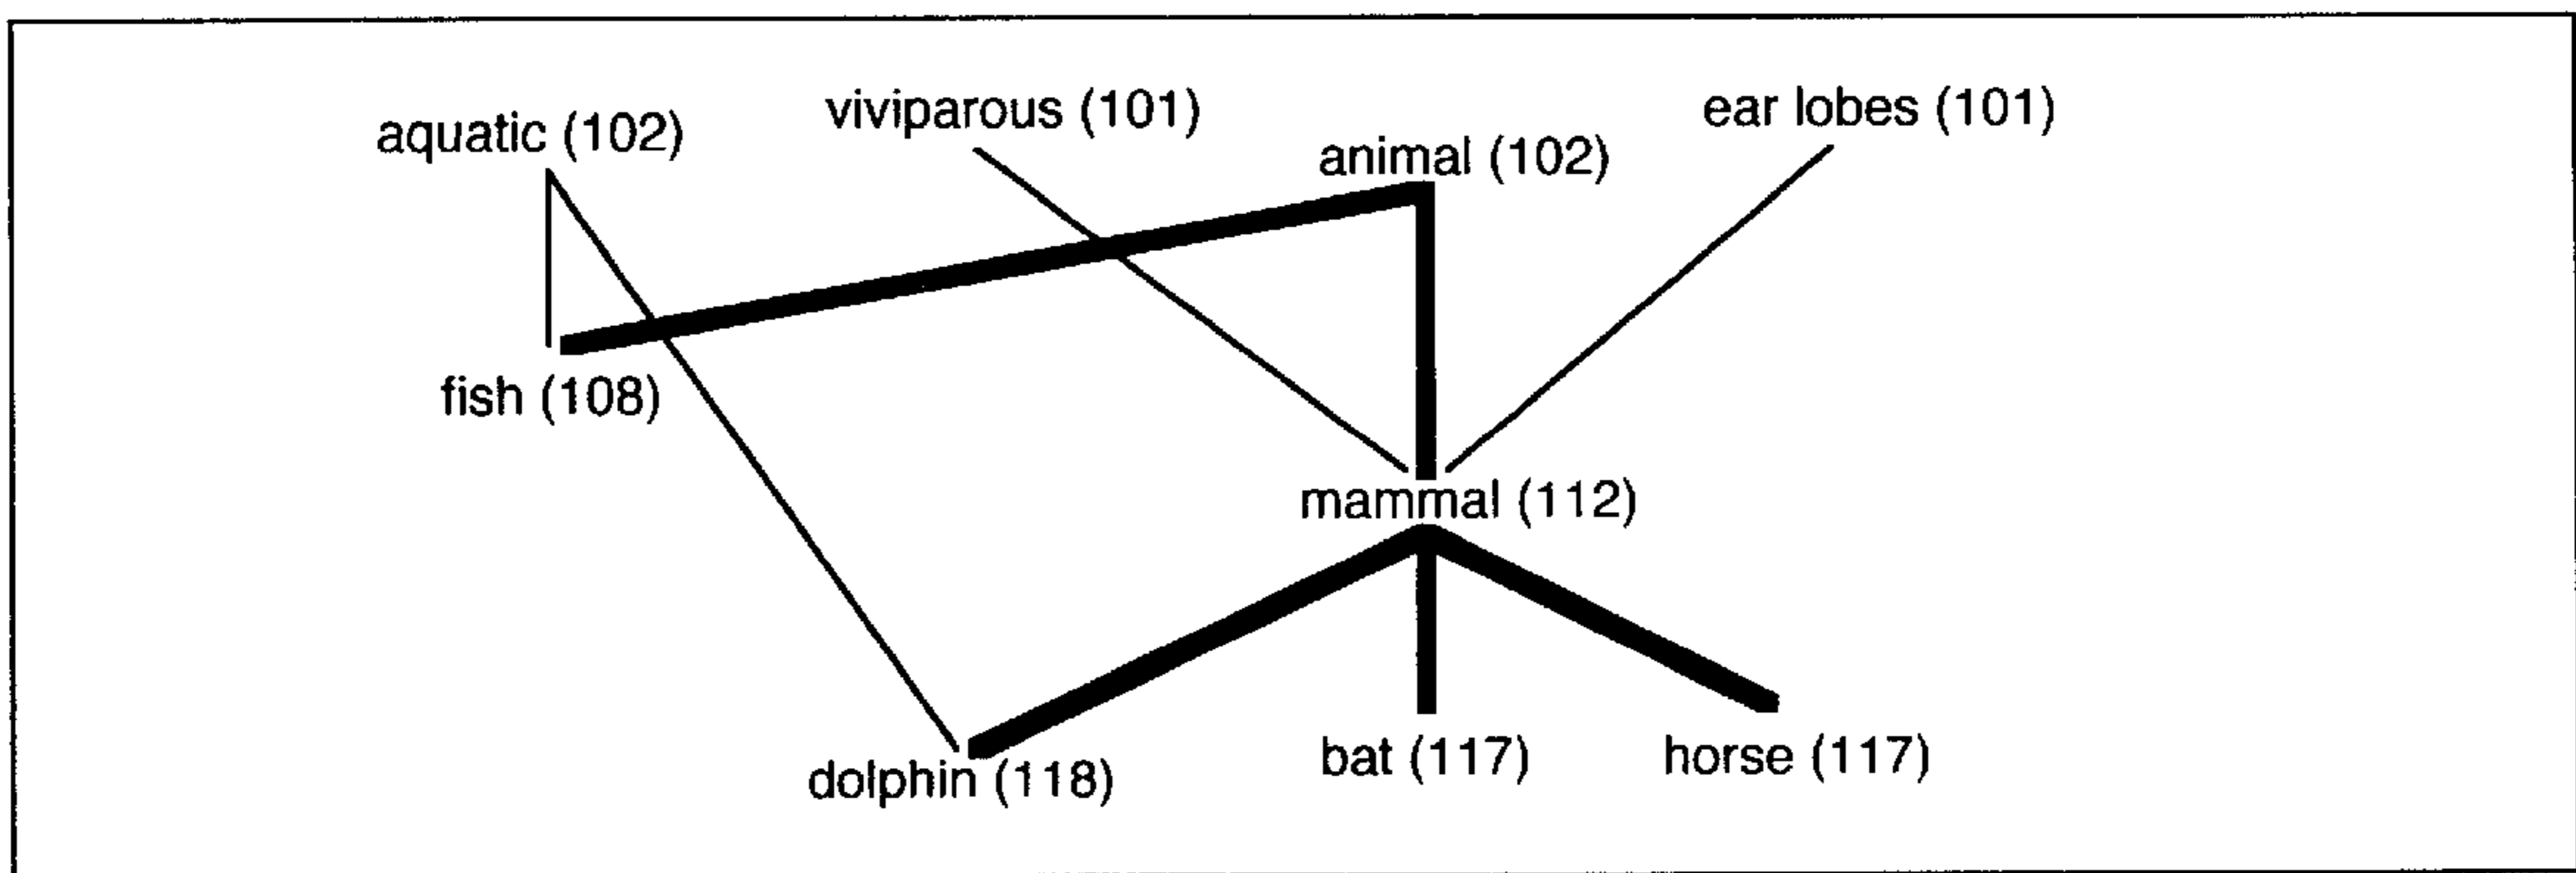 aquatic (102)
viviparous (101)
animal (102)
ear lobes (101)
fish (108)
mammal (112)
dolphin (118)
bat (117)
horse (117)